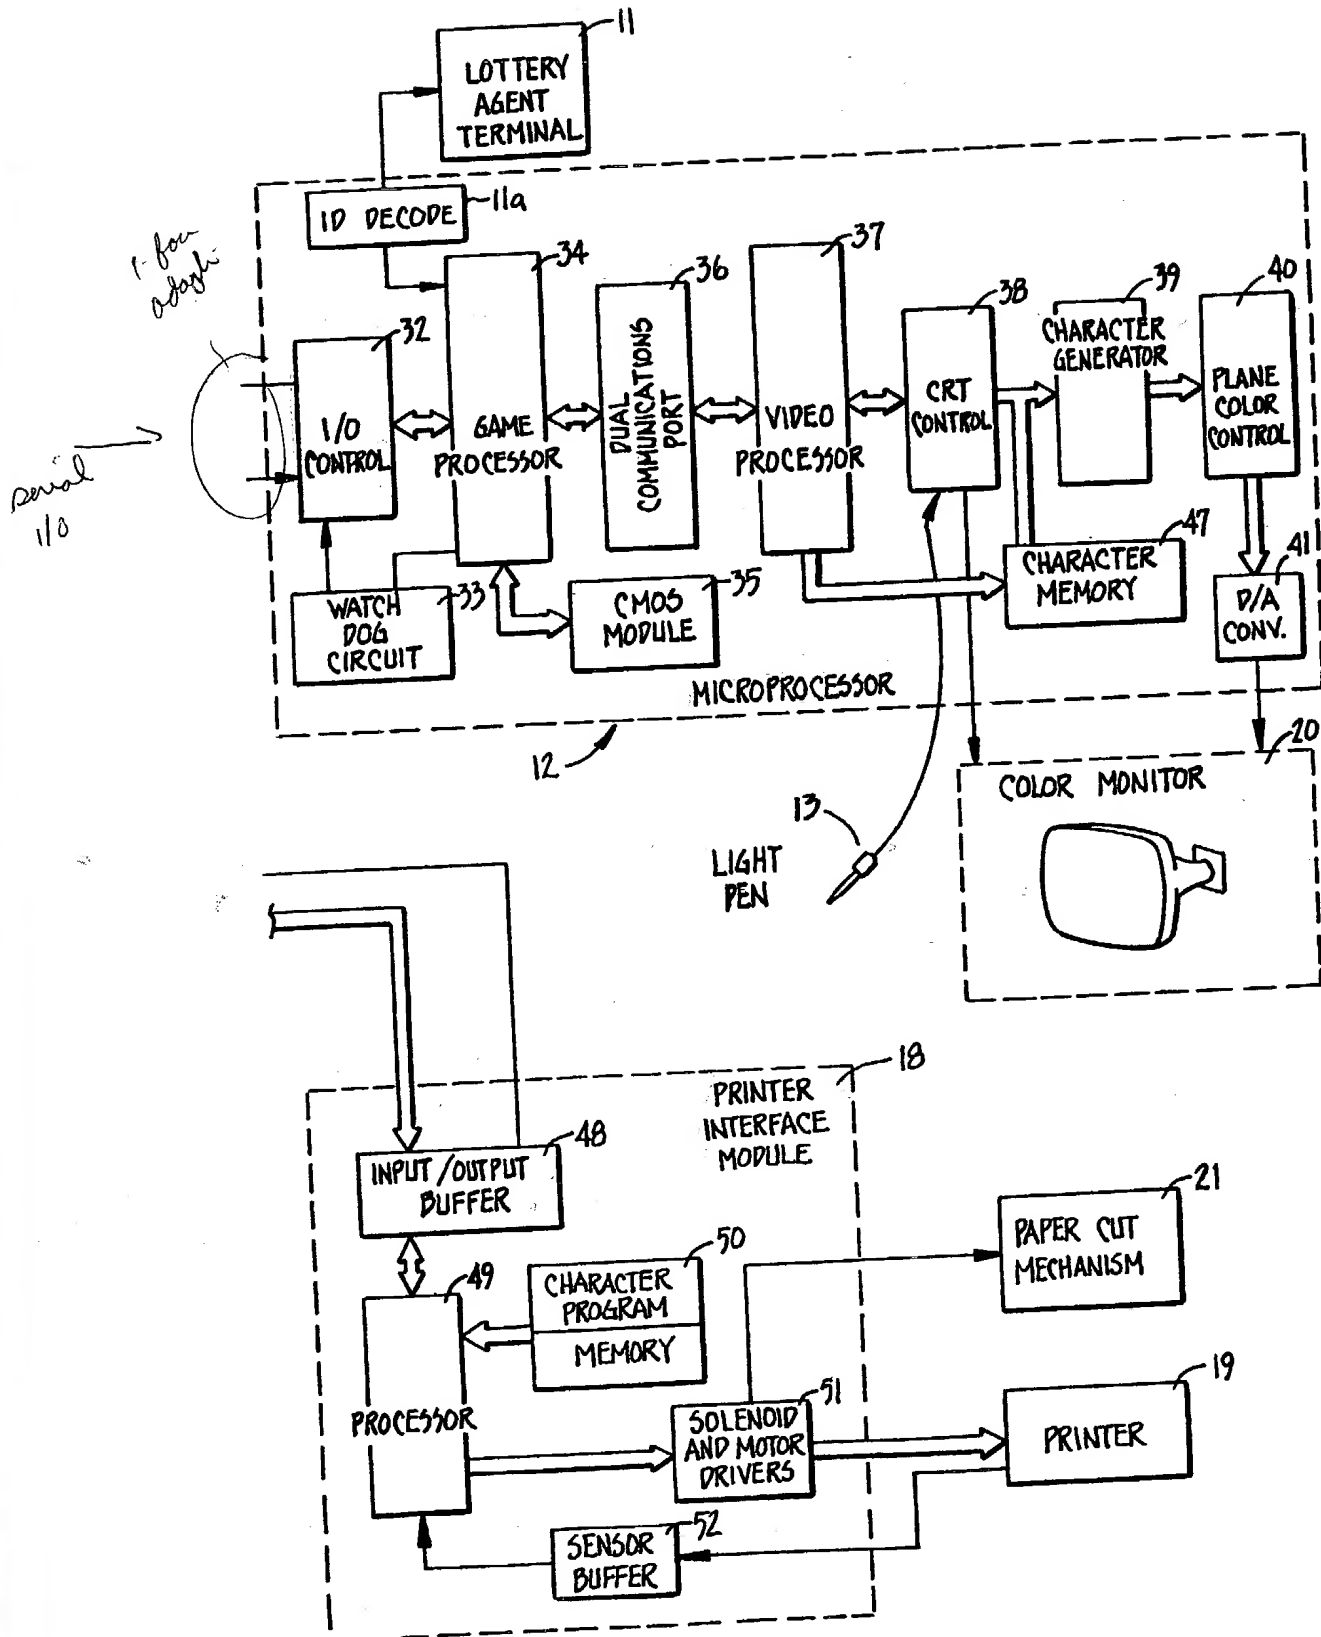 11
LOTTERY
AGENT
TERMINAL
ID DECODE
11a
34
36
37
38
39
40
32
I/O
CONTROL
GAME
PROCESSOR
DUAL
COMMUNICATIONS
PORT
VIDEO
PROCESSOR
CRT
CONTROL
CHARACTER
GENERATOR
PLANE
COLOR
CONTROL
serial
I/O
WATCH
DOG
CIRCUIT
33
CMOS
MODULE
35
CHARACTER
MEMORY
47
D/A
CONV.
41
MICROPROCESSOR
12
20
COLOR MONITOR
13
LIGHT
PEN
18
PRINTER
INTERFACE
MODULE
48
INPUT/OUTPUT
BUFFER
21
PAPER CUT
MECHANISM
49
PROCESSOR
50
CHARACTER
PROGRAM
MEMORY
51
SOLENOID
AND MOTOR
DRIVERS
19
PRINTER
52
SENSOR
BUFFER